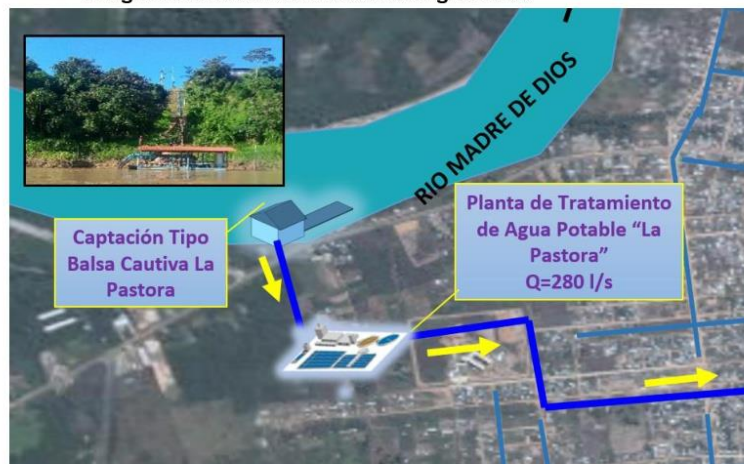 RIO MADRE DE DIOS
Captación Tipo
Balsa Cautiva La
Pastora
Planta de Tratamiento
de Agua Potable “La
Pastora”
Q=280 l/s